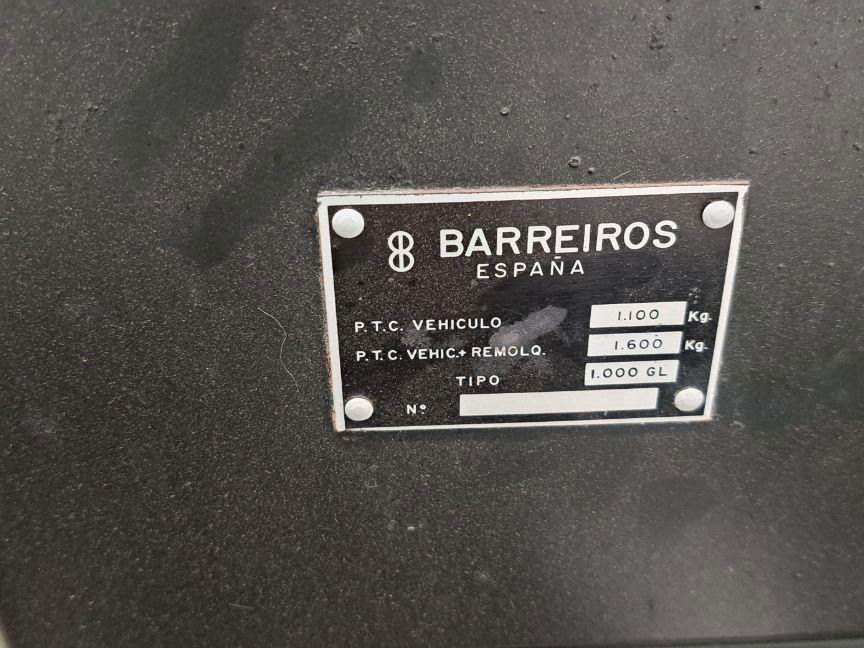 BARREIROS
ESPAÑA
P.T.C. VEHICULO 1.100 Kg.
P.T.C. VEHIC.+ REMOLQ. 1.600 Kg.
TIPO 1.000 GL
Nº